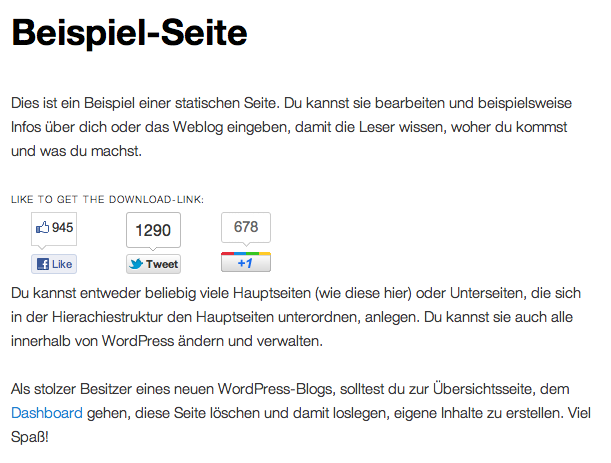 Beispiel-Seite
Dies ist ein Beispiel einer statischen Seite. Du kannst sie bearbeiten und beispielsweise
Infos über dich oder das Weblog eingeben, damit die Leser wissen, woher du kommst
und was du machst.
LIKE TO GET THE DOWNLOAD-LINK:
945 1290 678
Like Tweet +1
Du kannst entweder beliebig viele Hauptseiten (wie diese hier) oder Unterseiten, die sich
in der Hierachiestruktur den Hauptseiten unterordnen, anlegen. Du kannst sie auch alle
innerhalb von WordPress ändern und verwalten.
Als stolzer Besitzer eines neuen WordPress-Blogs, solltest du zur Übersichtsseite, dem
Dashboard gehen, diese Seite löschen und damit loslegen, eigene Inhalte zu erstellen. Viel
Spaß!